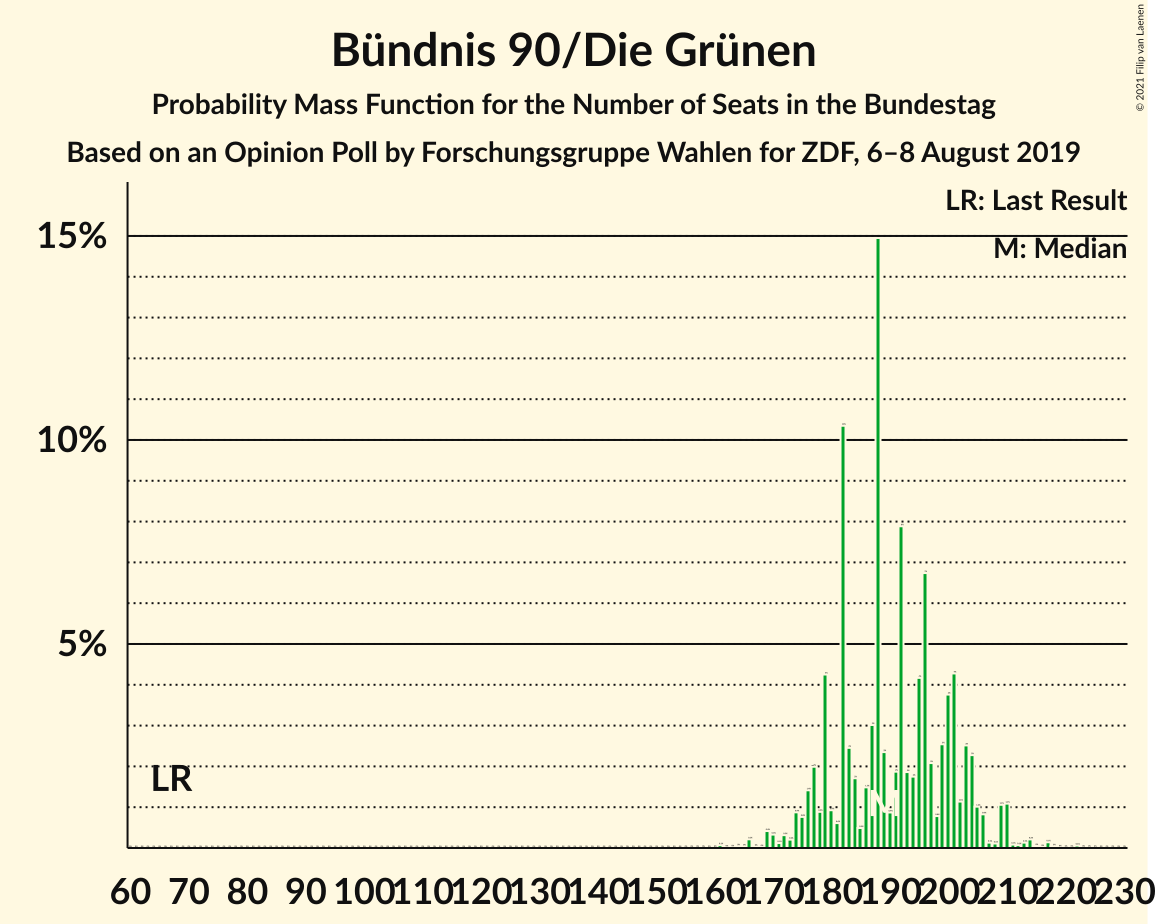 Bündnis 90/Die Grünen
Probability Mass Function for the Number of Seats in the Bundestag
Based on an Opinion Poll by Forschungsgruppe Wahlen for ZDF, 6–8 August 2019
© 2021 Filip van Laenen
LR: Last Result
M: Median
15%
10%
5%
LR
M
60 70 80 90 100 110 120 130 140 150 160 170 180 190 200 210 220 230